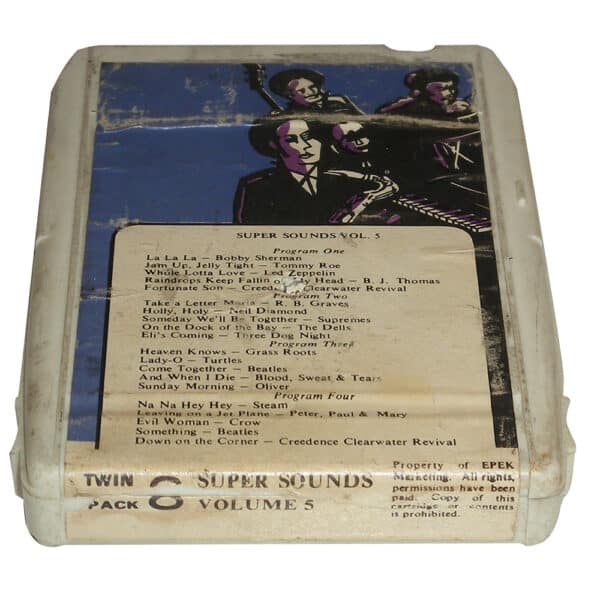 SUPER SOUNDS VOL. 5
Program One
La La La — Bobby Sherman
Jam Up, Jelly Tight — Tommy Roe
Whole Lotta Love — Led Zeppelin
Raindrops Keep Fallin on My Head — B. J. Thomas
Fortunate Son — Creedence Clearwater Revival
Program Two
Take a Letter Maria — R. B. Graves
Holly, Holy — Neil Diamond
Someday We'll Be Together — Supremes
On the Dock of the Bay — The Dells
Eli's Coming — Three Dog Night
Program Three
Heaven Knows — Grass Roots
Lady-O — Turtles
Come Together — Beatles
And When I Die — Blood, Sweat & Tears
Sunday Morning — Oliver
Program Four
Na Na Hey Hey — Steam
Leaving on a Jet Plane — Peter, Paul & Mary
Evil Woman — Crow
Something — Beatles
Down on the Corner — Creedence Clearwater Revival
TWIN PACK 8
SUPER SOUNDS
VOLUME 5
Property of EPEK
Marketing. All rights,
permissions have been
paid. Copy of this
cartridge or contents
is prohibited.